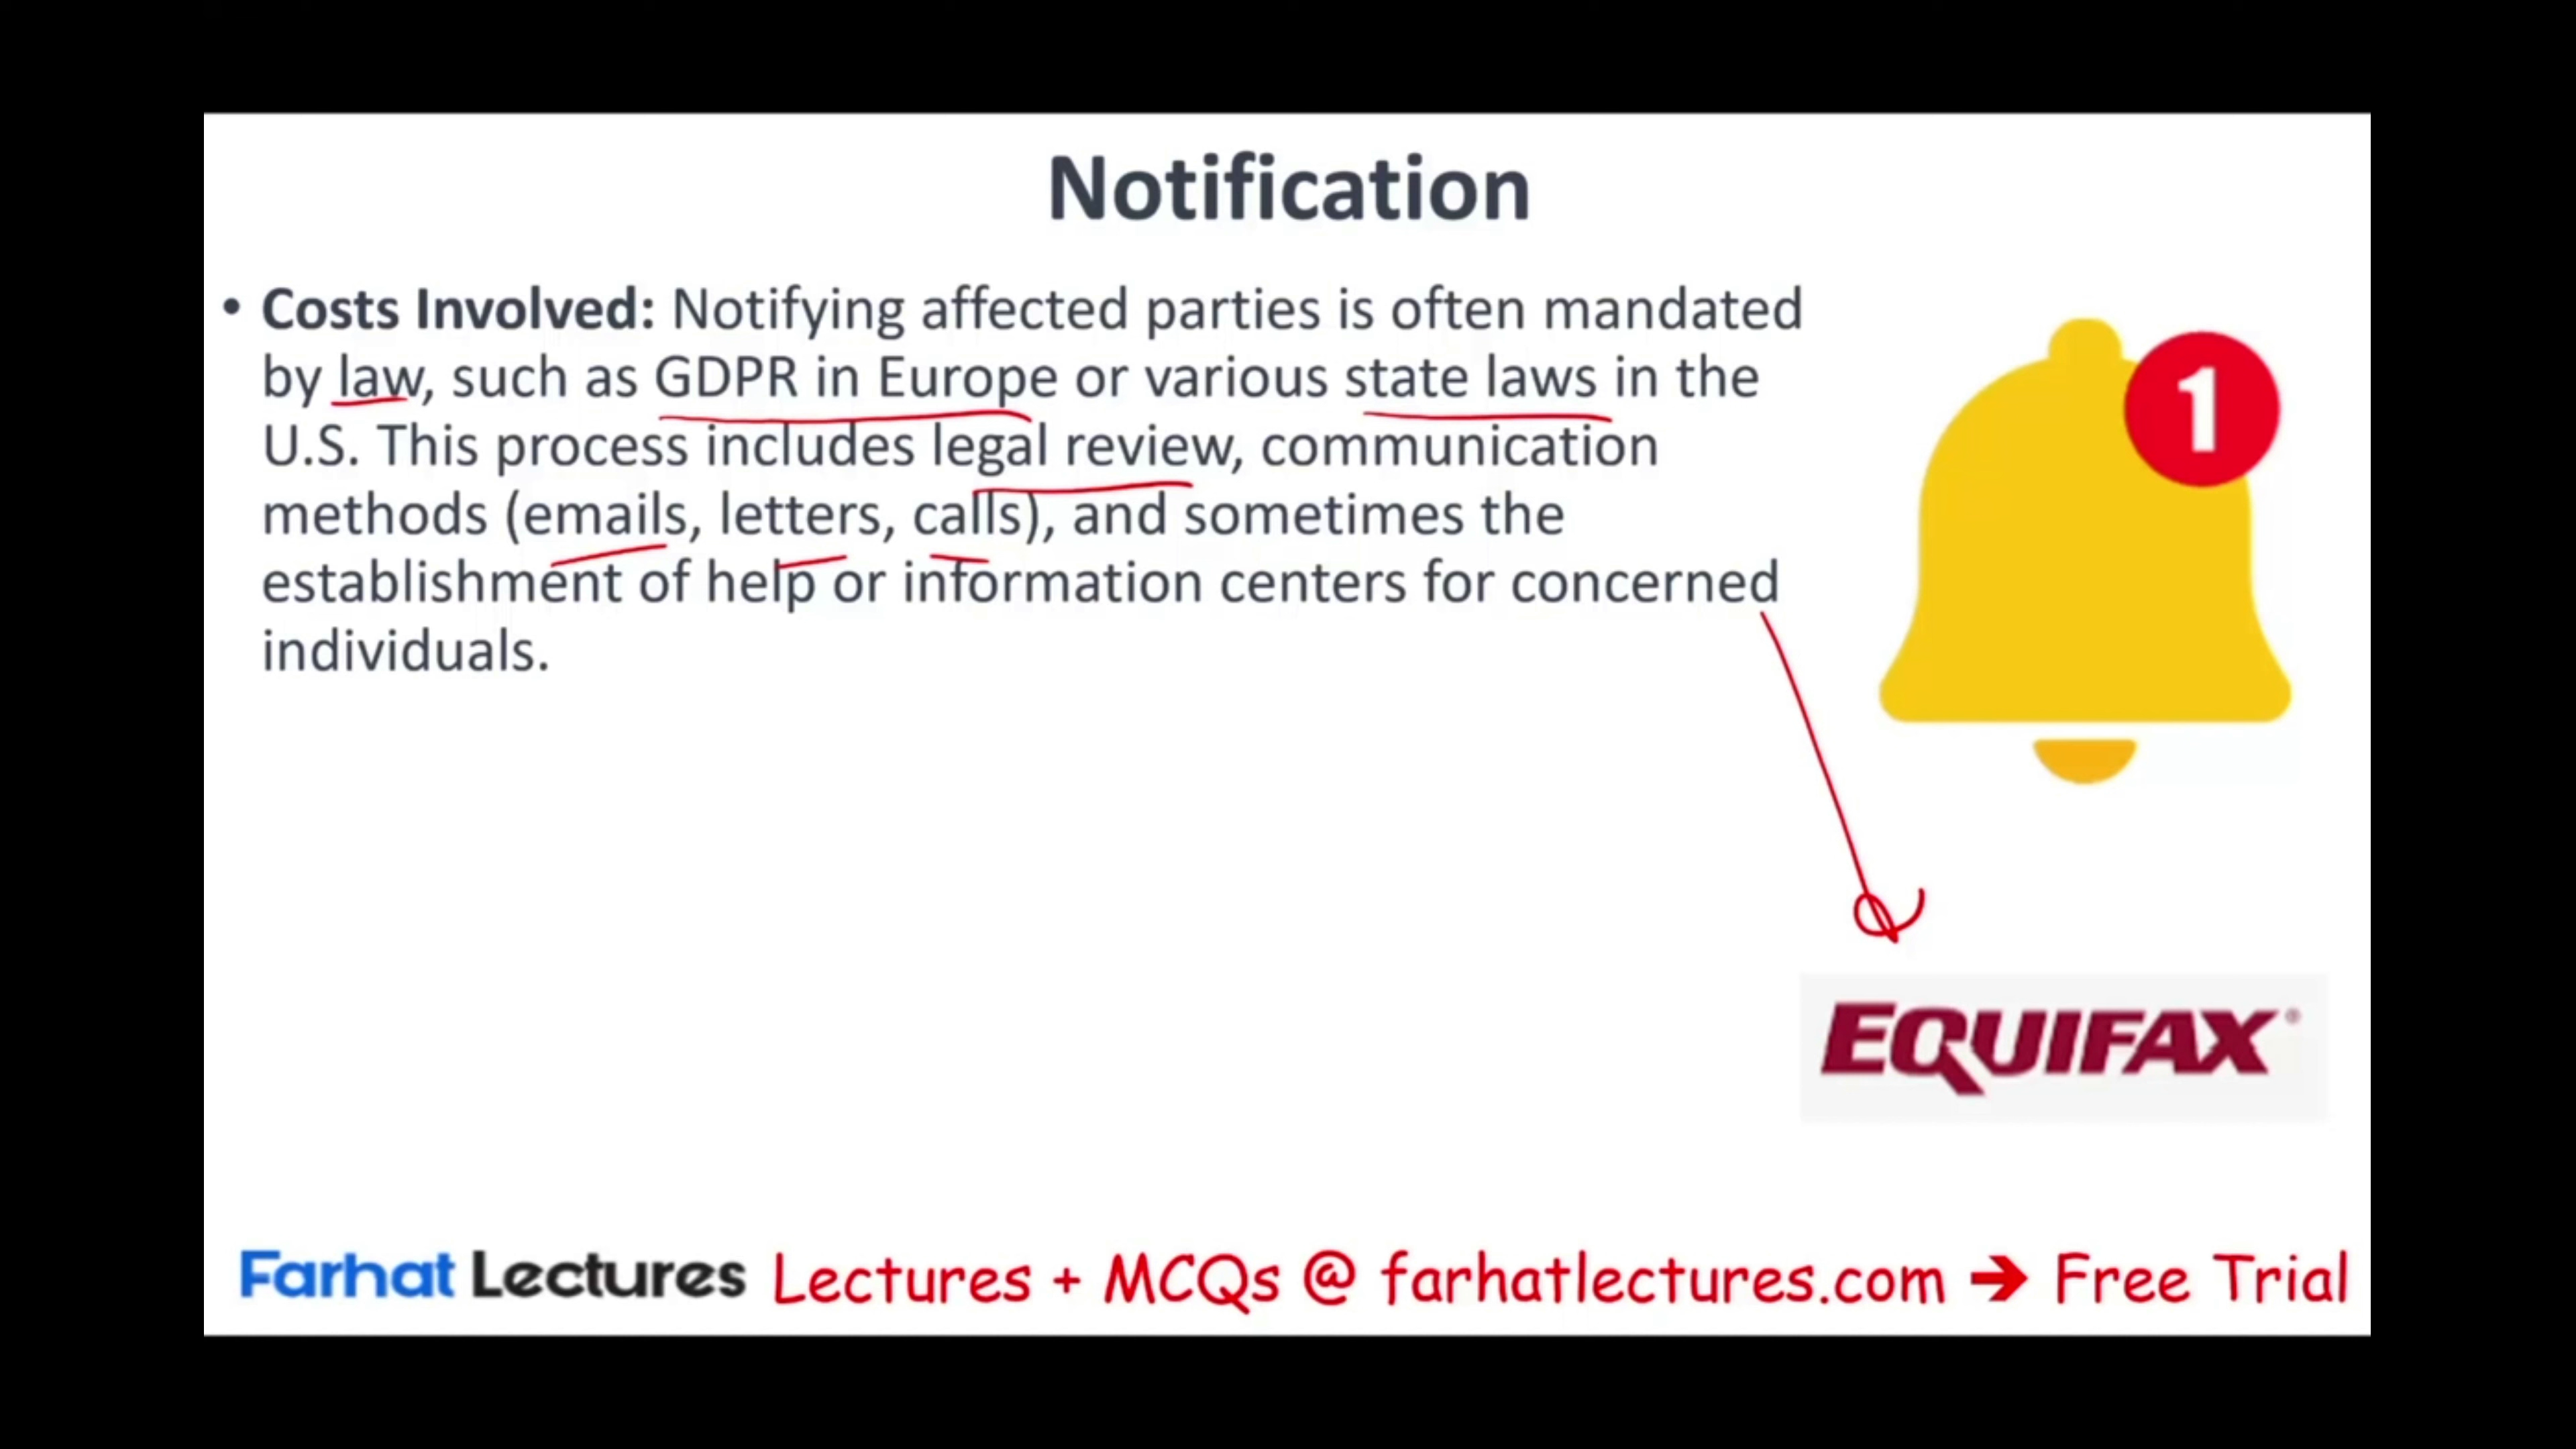 Notification
• Costs Involved: Notifying affected parties is often mandated
by law, such as GDPR in Europe or various state laws in the
U.S. This process includes legal review, communication
methods (emails, letters, calls), and sometimes the
establishment of help or information centers for concerned
individuals.
1
EQUIFAX®
Farhat Lectures Lectures + MCQs @ farhatlectures.com ➔ Free Trial